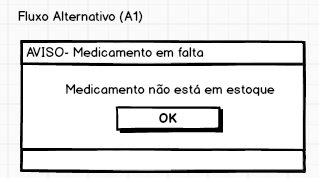 Fluxo Alternativo (A1)
AVISO- Medicamento em falta
Medicamento não está em estoque
OK